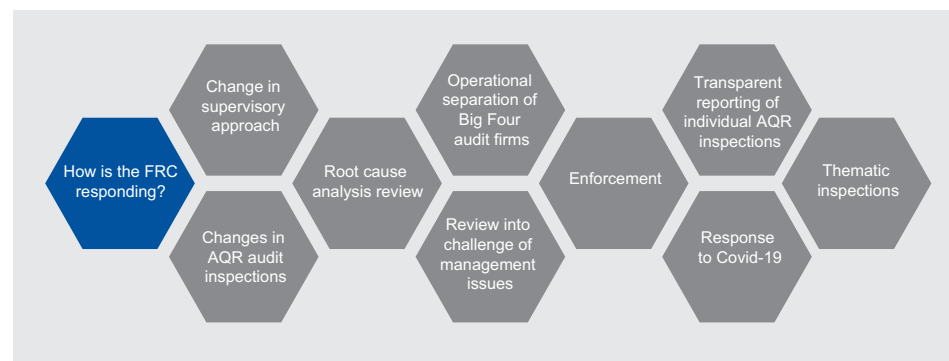 How is the FRC
responding?
Change in
supervisory
approach
Changes in
AQR audit
inspections
Root cause
analysis review
Operational
separation of
Big Four
audit firms
Review into
challenge of
management
issues
Enforcement
Transparent
reporting of
individual AQR
inspections
Response
to Covid-19
Thematic
inspections